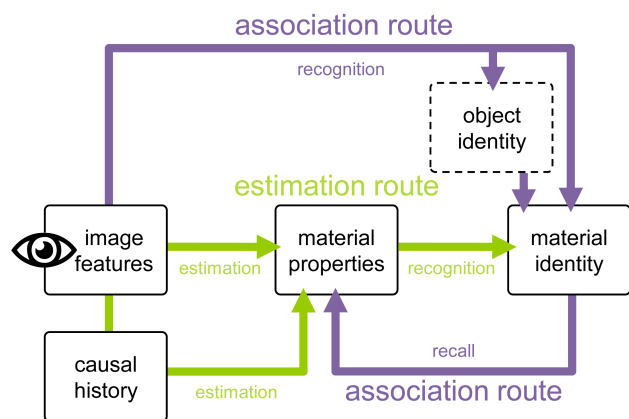 association route
recognition
object
identity
estimation route
image
features
estimation
material
properties
recognition
material
identity
causal
history
estimation
recall
association route